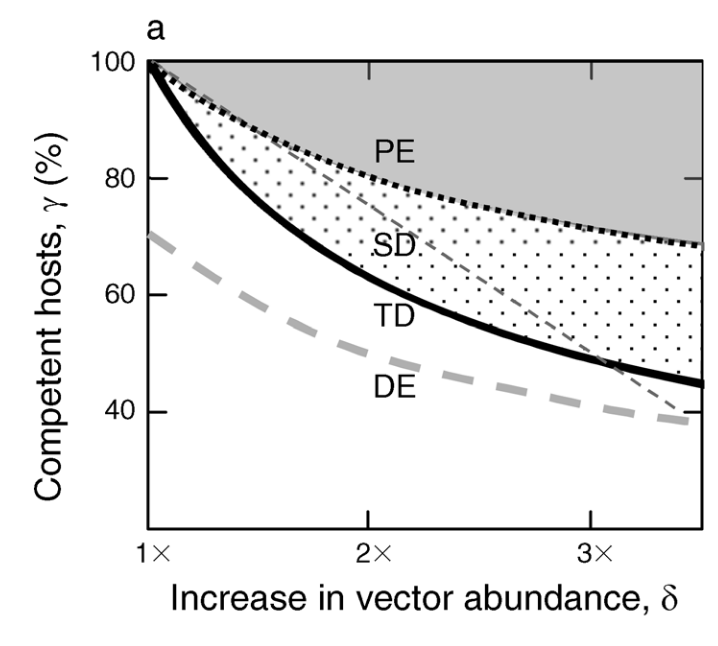 a
100
80
60
40
PE
SD
TD
DE
1× 2× 3×
Competent hosts, γ (%)
Increase in vector abundance, δ